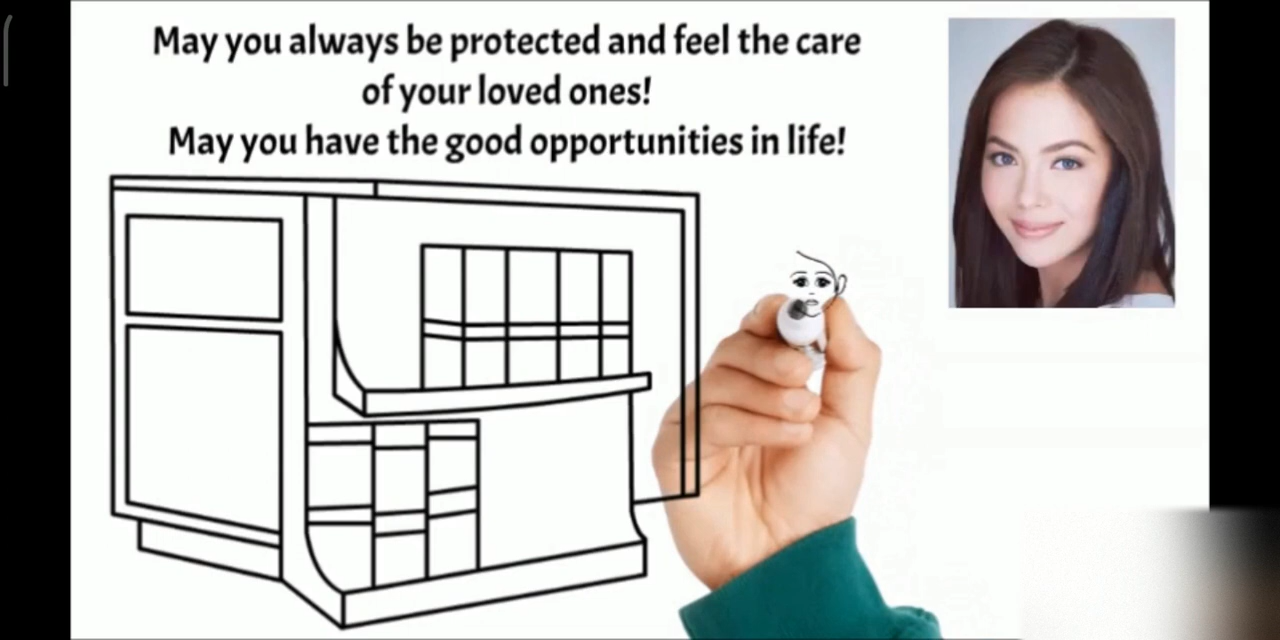 May you always be protected and feel the care
of your loved ones!
May you have the good opportunities in life!